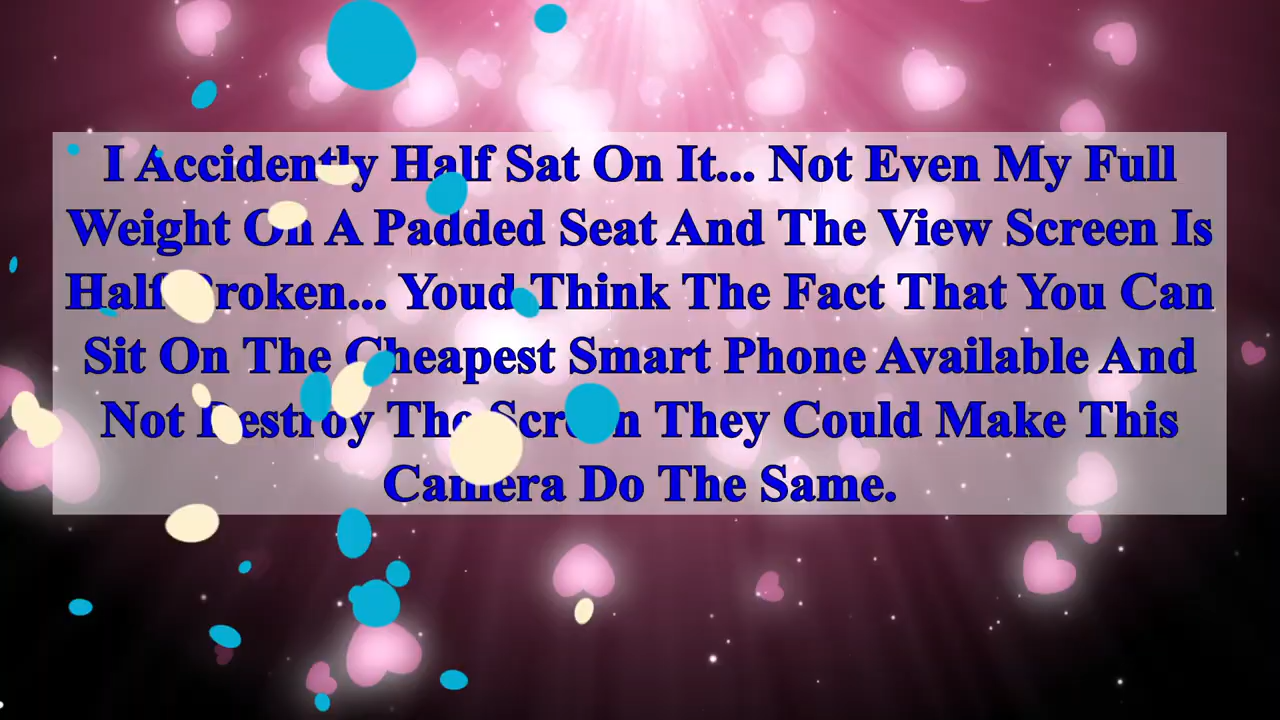 I Accidently Half Sat On It... Not Even My Full
Weight On A Padded Seat And The View Screen Is
Half Broken... Youd Think The Fact That You Can
Sit On The Cheapest Smart Phone Available And
Not Destroy The Screen They Could Make This
Camera Do The Same.